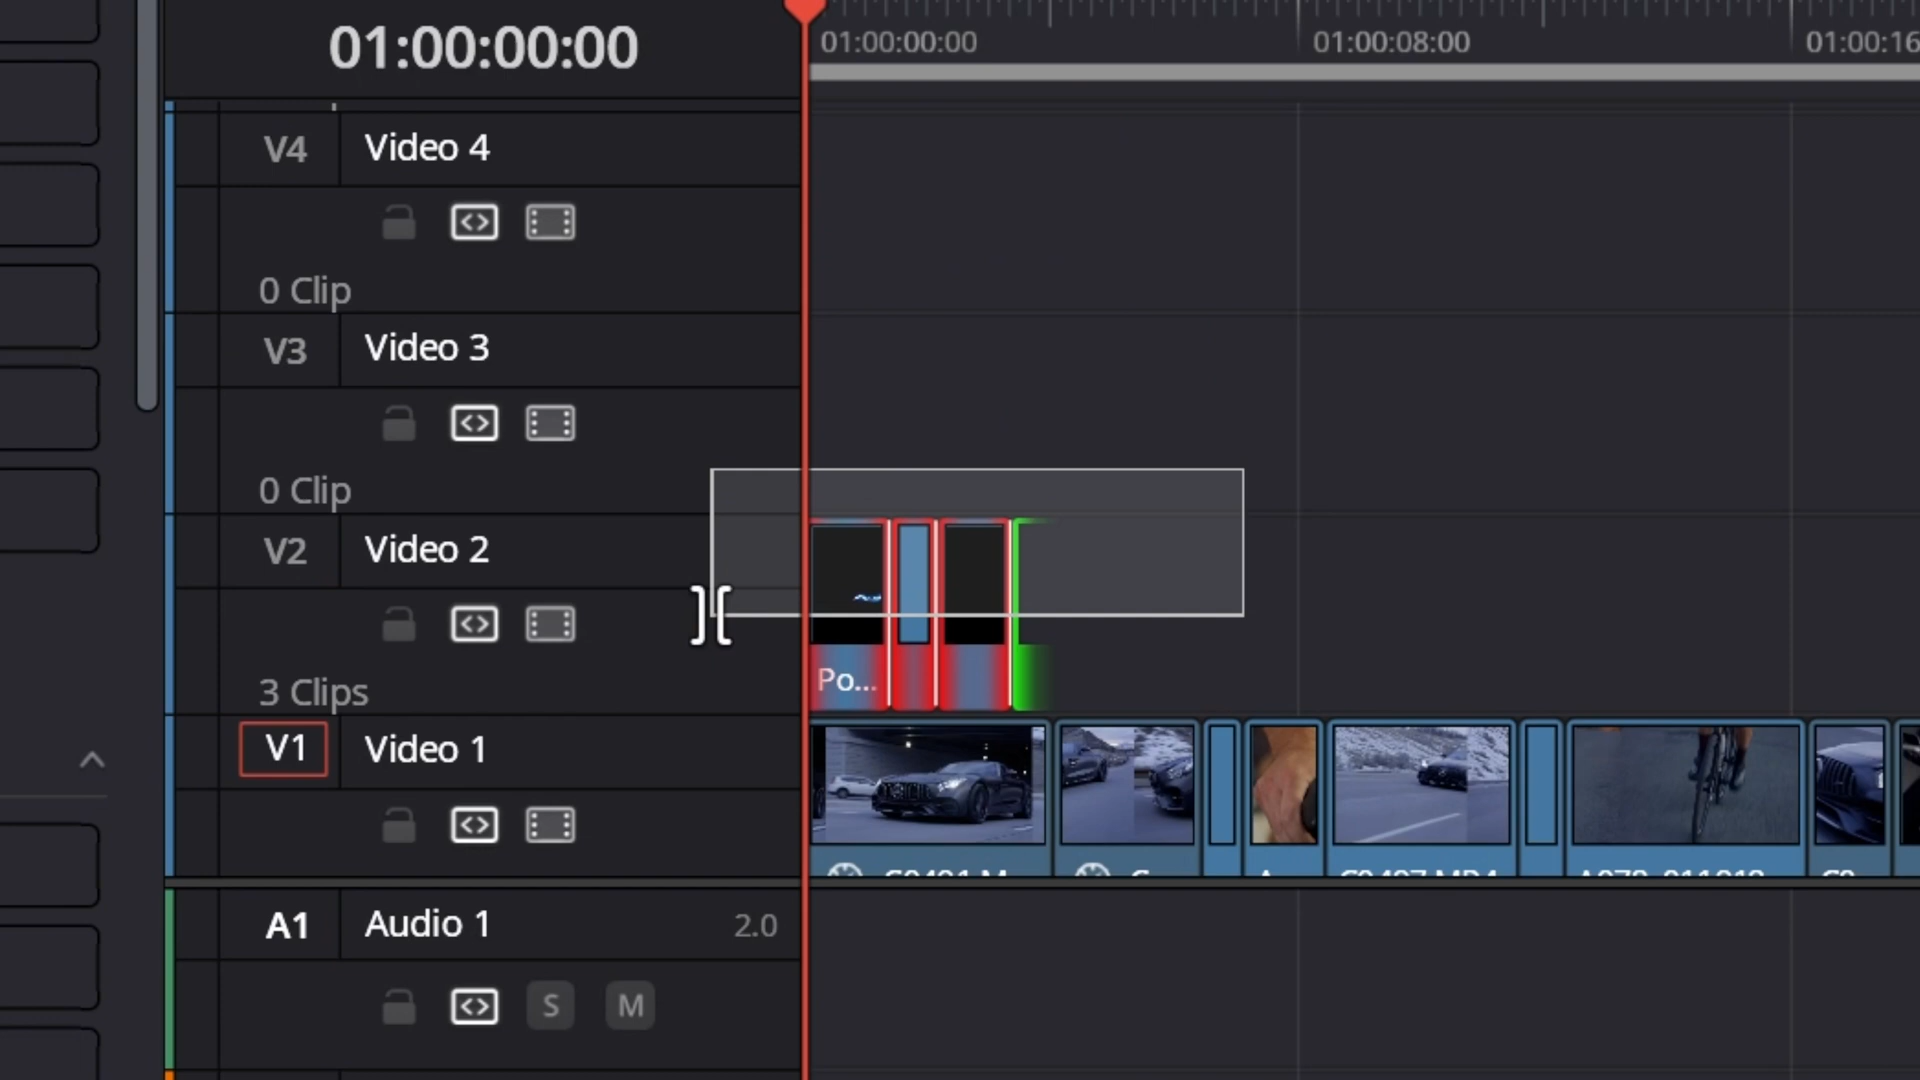 01:00:00:00
01:00:00:00 01:00:08:00 01:00:16
V4 Video 4
0 Clip
V3 Video 3
0 Clip
V2 Video 2
Po...
3 Clips
V1 Video 1
A1 Audio 1 2.0
S M